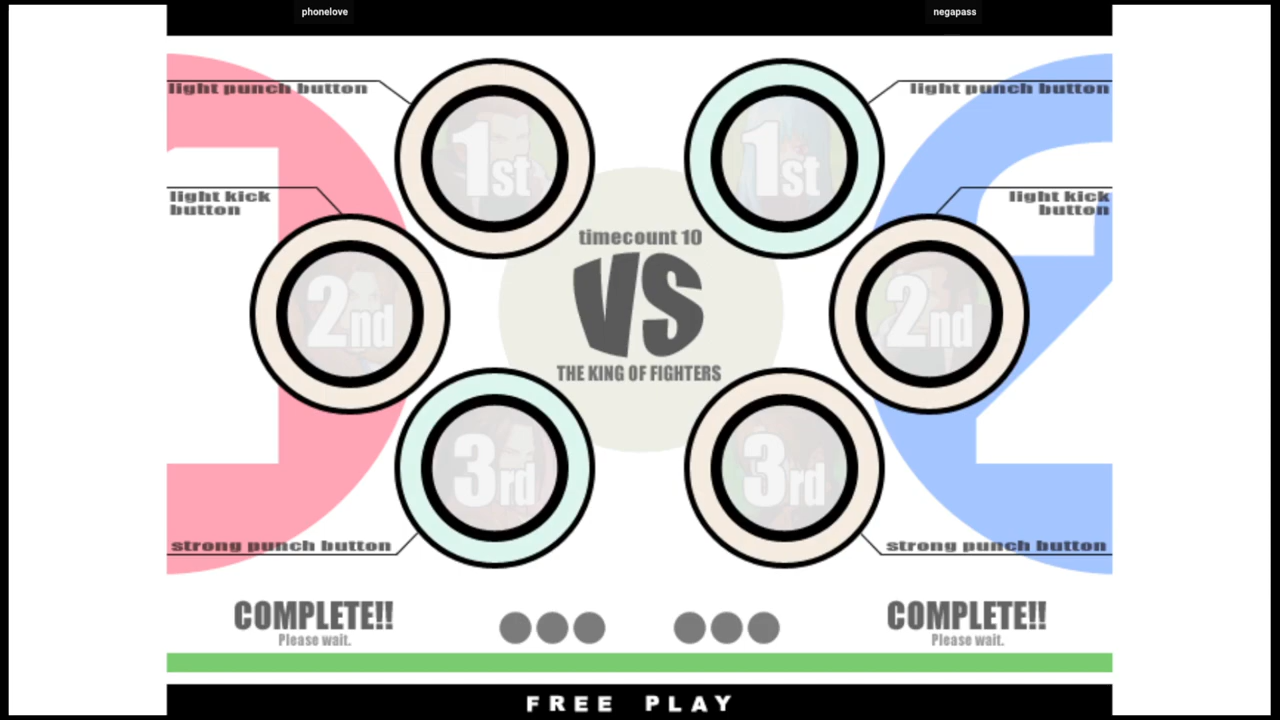 phonelove
negapass
light punch button
light punch button
1st
1st
light kick
button
light kick
button
timecount 10
VS
THE KING OF FIGHTERS
2nd
2nd
3rd
3rd
strong punch button
strong punch button
COMPLETE!!
Please wait.
COMPLETE!!
Please wait.
FREE PLAY